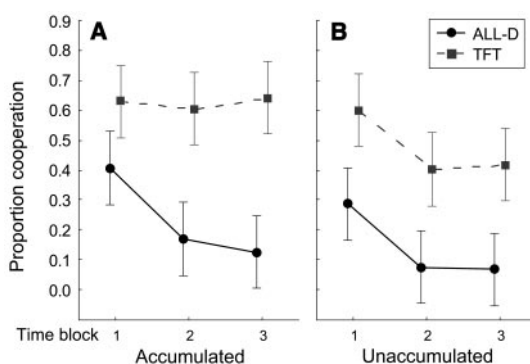 A
B
ALL-D
TFT
Proportion cooperation
0.9
0.8
0.7
0.6
0.5
0.4
0.3
0.2
0.1
0.0
Time block 1 2 3 1 2 3
Accumulated Unaccumulated